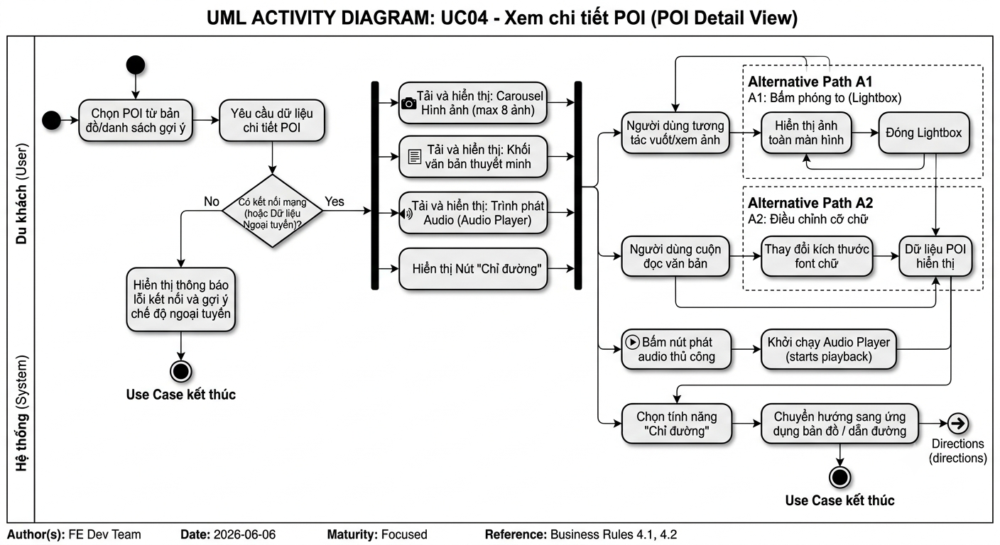 UML ACTIVITY DIAGRAM: UC04 - Xem chi tiết POI (POI Detail View)
Du khách (User)
Hệ thống (System)
Chọn POI từ bản
đồ/danh sách gợi ý
Yêu cầu dữ liệu
chi tiết POI
Có kết nối mạng
(hoặc Dữ liệu
Ngoại tuyến)?
No
Yes
Hiển thị thông báo
lỗi kết nối và gợi ý
chế độ ngoại tuyến
Use Case kết thúc
Tải và hiển thị: Carousel
Hình ảnh (max 8 ảnh)
Tải và hiển thị: Khối
văn bản thuyết minh
Tải và hiển thị: Trình phát
Audio (Audio Player)
Hiển thị Nút "Chỉ đường"
Người dùng tương
tác vuốt/xem ảnh
Alternative Path A1
A1: Bấm phóng to (Lightbox)
Hiển thị ảnh
toàn màn hình
Đóng Lightbox
Alternative Path A2
A2: Điều chỉnh cỡ chữ
Người dùng cuộn
đọc văn bản
Thay đổi kích thước
font chữ
Dữ liệu POI
hiển thị
Bấm nút phát
audio thủ công
Khởi chạy Audio Player
(starts playback)
Chọn tính năng
"Chỉ đường"
Chuyển hướng sang ứng
dụng bản đồ / dẫn đường
Directions
(directions)
Use Case kết thúc
Author(s): FE Dev Team Date: 2026-06-06 Maturity: Focused Reference: Business Rules 4.1, 4.2